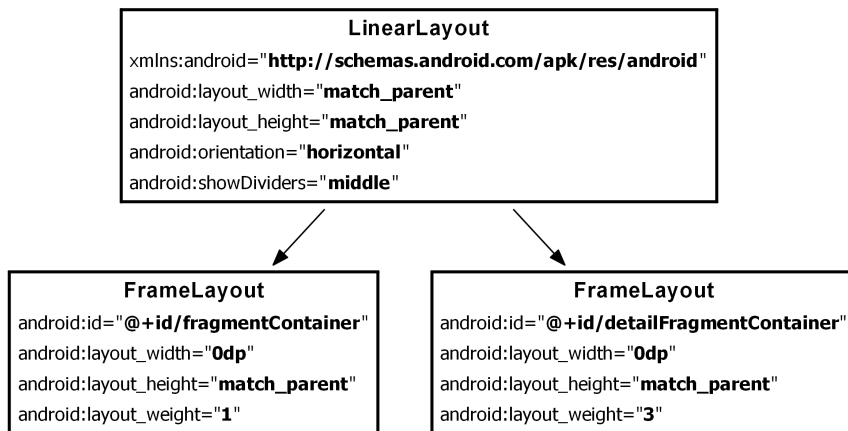 LinearLayout
xmlns:android="http://schemas.android.com/apk/res/android"
android:layout_width="match_parent"
android:layout_height="match_parent"
android:orientation="horizontal"
android:showDividers="middle"
FrameLayout
android:id="@+id/fragmentContainer"
android:layout_width="0dp"
android:layout_height="match_parent"
android:layout_weight="1"
FrameLayout
android:id="@+id/detailFragmentContainer"
android:layout_width="0dp"
android:layout_height="match_parent"
android:layout_weight="3"